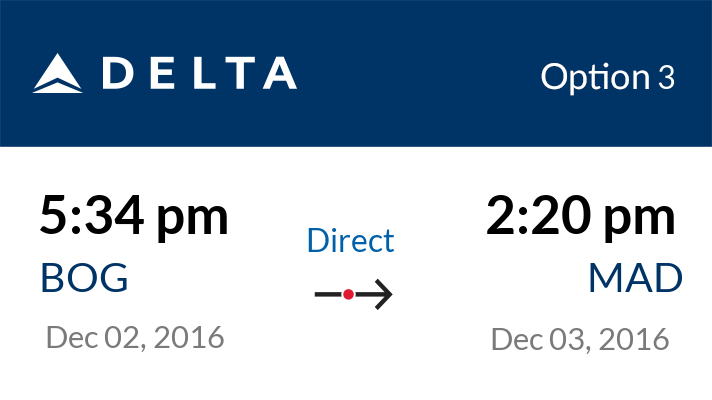 DELTA
Option 3
5:34 pm
2:20 pm
Direct
BOG
MAD
Dec 02, 2016
Dec 03, 2016